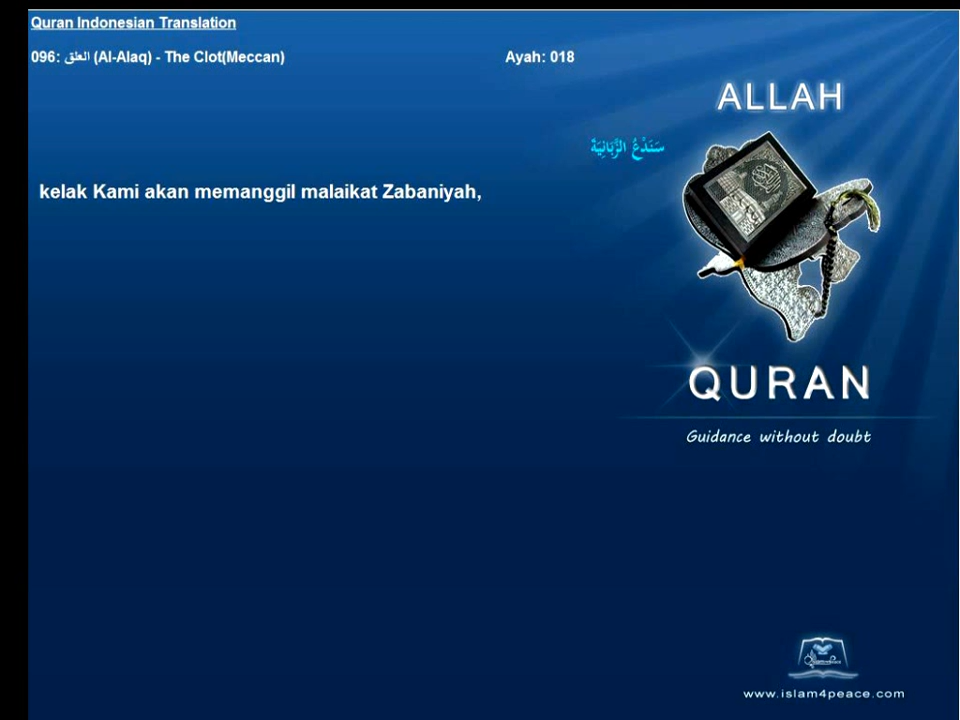 Quran Indonesian Translation
096: العلق (Al-Alaq) - The Clot(Meccan) Ayah: 018
ALLAH
سَنَدْعُ الزَّبَانِيَةَ
kelak Kami akan memanggil malaikat Zabaniyah,
QURAN
Guidance without doubt
www.islam4peace.com